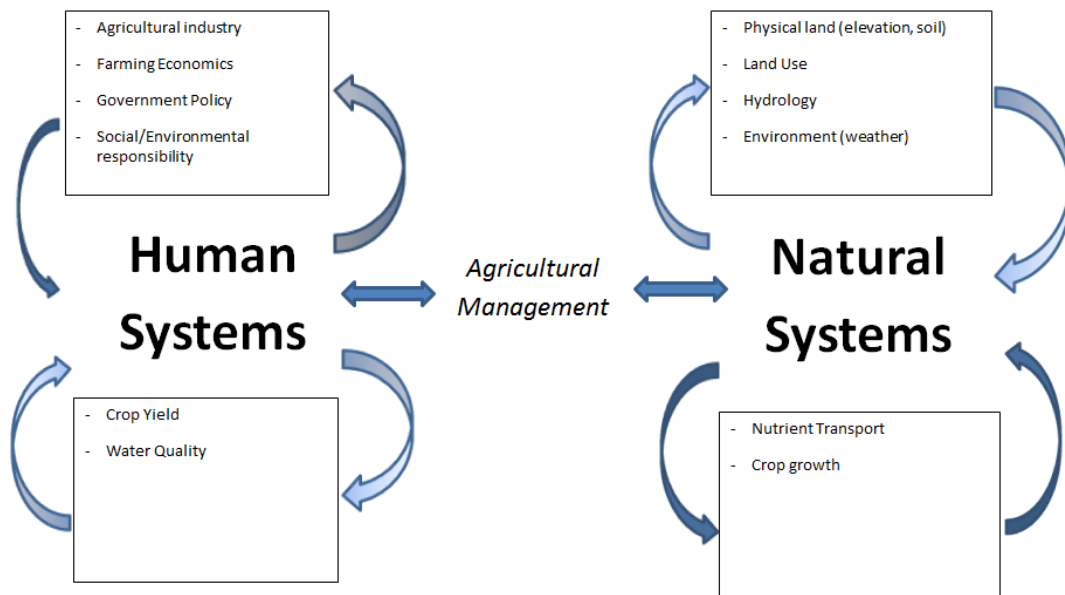 - Agricultural industry
- Farming Economics
- Government Policy
- Social/Environmental
responsibility
- Physical land (elevation, soil)
- Land Use
- Hydrology
- Environment (weather)
Human
Systems
Agricultural
Management
Natural
Systems
- Crop Yield
- Water Quality
- Nutrient Transport
- Crop growth